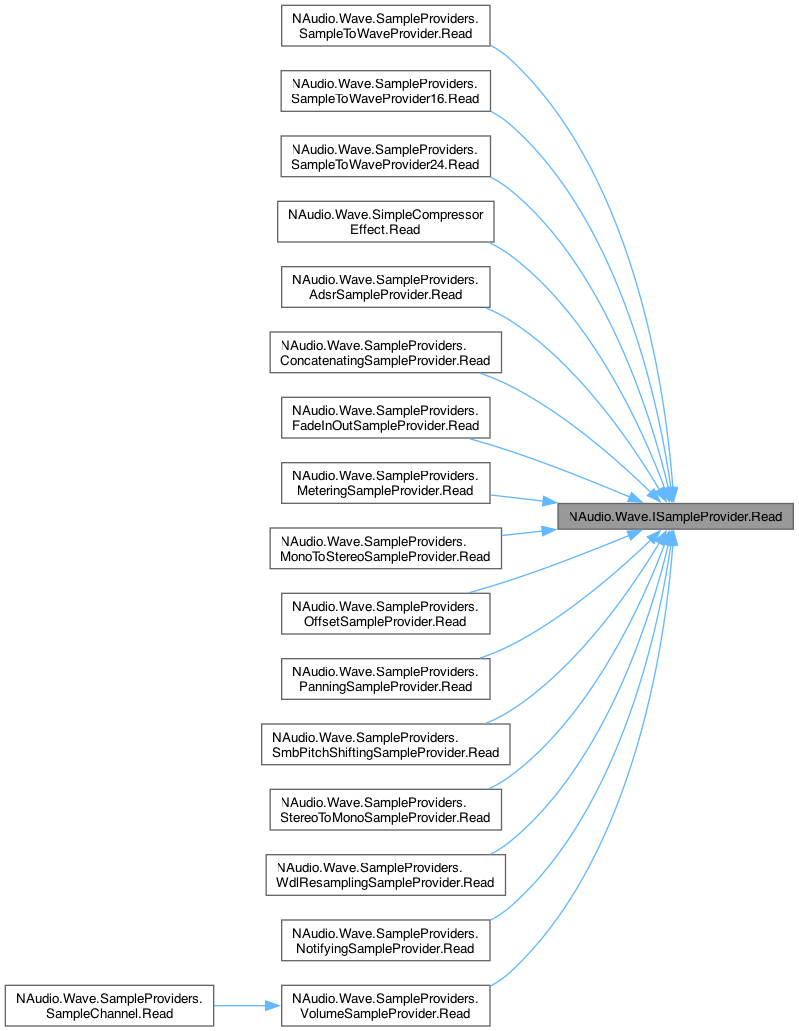 NAudio.Wave.SampleProviders.
SampleToWaveProvider.Read
NAudio.Wave.SampleProviders.
SampleToWaveProvider16.Read
NAudio.Wave.SampleProviders.
SampleToWaveProvider24.Read
NAudio.Wave.SimpleCompressor
Effect.Read
NAudio.Wave.SampleProviders.
AdsrSampleProvider.Read
NAudio.Wave.SampleProviders.
ConcatenatingSampleProvider.Read
NAudio.Wave.SampleProviders.
FadeInOutSampleProvider.Read
NAudio.Wave.SampleProviders.
MeteringSampleProvider.Read
NAudio.Wave.ISampleProvider.Read
NAudio.Wave.SampleProviders.
MonoToStereoSampleProvider.Read
NAudio.Wave.SampleProviders.
OffsetSampleProvider.Read
NAudio.Wave.SampleProviders.
PanningSampleProvider.Read
NAudio.Wave.SampleProviders.
SmbPitchShiftingSampleProvider.Read
NAudio.Wave.SampleProviders.
StereoToMonoSampleProvider.Read
NAudio.Wave.SampleProviders.
WdlResamplingSampleProvider.Read
NAudio.Wave.SampleProviders.
NotifyingSampleProvider.Read
NAudio.Wave.SampleProviders.
SampleChannel.Read
NAudio.Wave.SampleProviders.
VolumeSampleProvider.Read